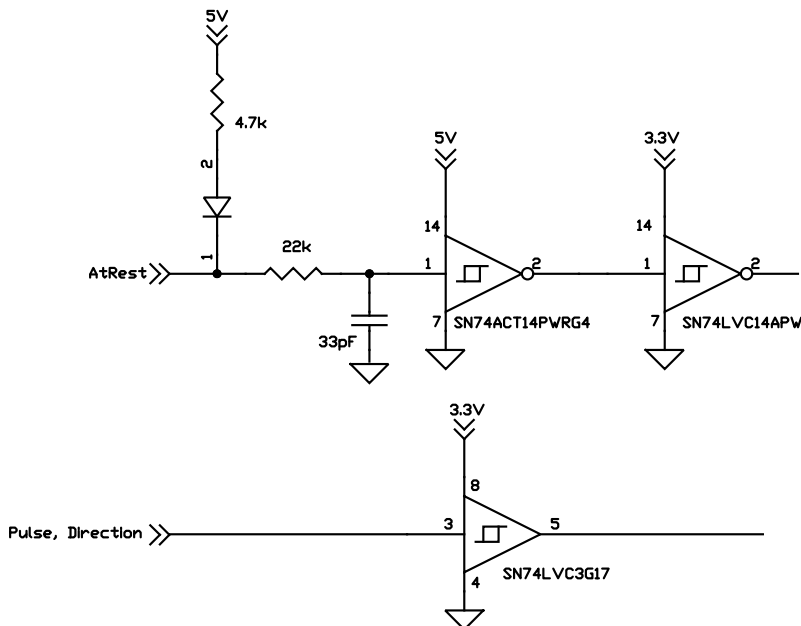 5V
4.7k
2
1
AtRest
22k
33pF
5V
14
1
2
7
SN74ACT14PWRG4
3.3V
14
1
2
7
SN74LVC14APW
3.3V
8
Pulse, Direction
3
5
4
SN74LVC3G17